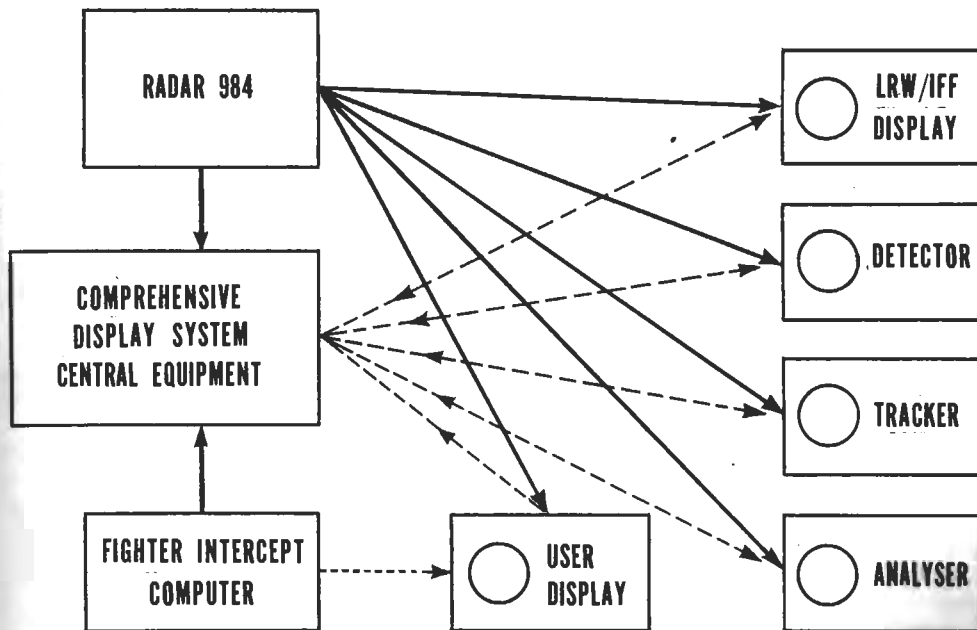 RADAR 984
LRW/IFF
DISPLAY
DETECTOR
COMPREHENSIVE
DISPLAY SYSTEM
CENTRAL EQUIPMENT
TRACKER
FIGHTER INTERCEPT
COMPUTER
USER
DISPLAY
ANALYSER